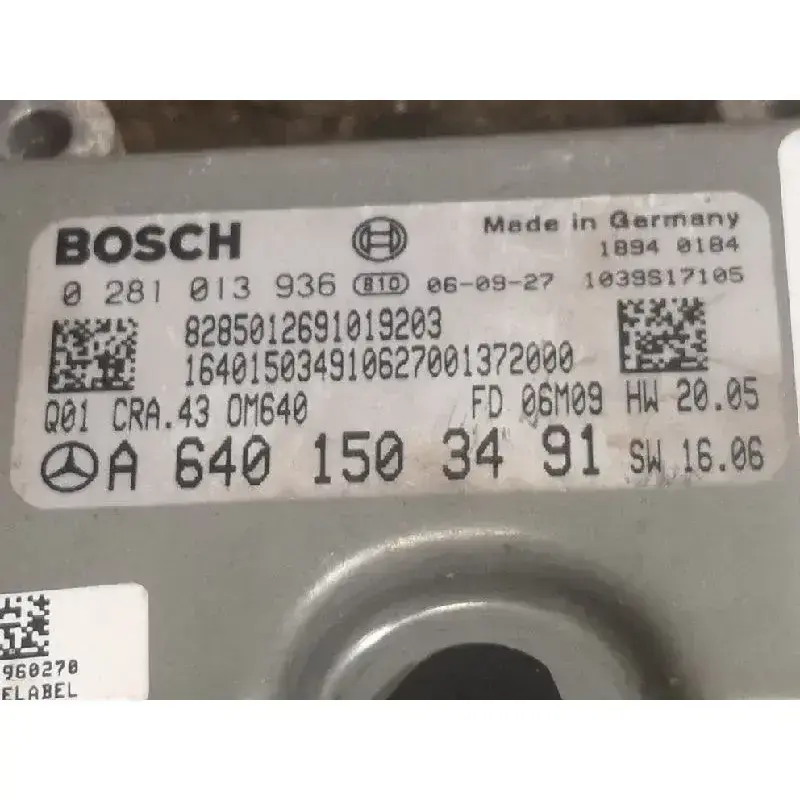 BOSCH
Made in Germany
1894 0184
0 281 013 936 810 06-09-27 1039S17105
8285012691019203
164015034910627001372000
Q01 CRA.43 OM640 FD 06M09 HW 20.05
A 640 150 34 91 SW 16.06
960270
ELABEL